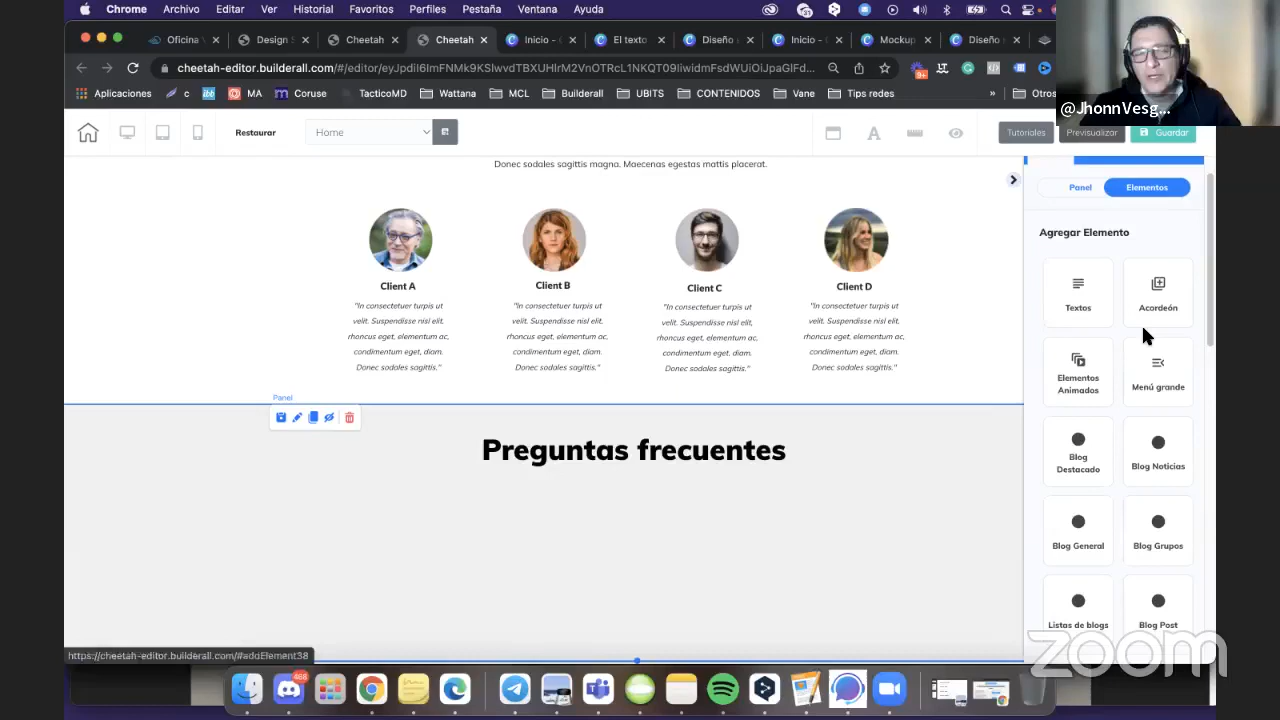 Chrome Archivo Editar Ver Historial Favoritos Perfiles Pestaña Ventana Ayuda
Oficina V
Design S
Cheetah
Cheetah
Inicio - C
El texto
Diseño
Inicio - C
Mockup
Diseño
cheetah-editor.builderall.com/#/editor/eyJpdiI6ImFMK9KSlwvdTBXUHlrM2VnOTRcL1NKQT09IiwidmFsdWUiOiJpaGlFd...
Aplicaciones c MA Coruse TacticoMD Watana MCL Builderall UBITS CONTENIDOS Vane Tips redes Otros
@JhonnVesg...
Restaurar
Home
Tutoriales
Previsualizar
Guardar
Donec sodales sagittis magna. Maecenas egestas mattis placerat.
Panel
Elementos
Agregar Elemento
Client A
"In consectetuer turpis ut
velit. Suspendisse nisl elit,
rhoncus eget, elementum ac,
condimentum eget, diam.
Donec sodales sagittis."
Client B
"In consectetuer turpis ut
velit. Suspendisse nisl elit,
rhoncus eget, elementum ac,
condimentum eget, diam.
Donec sodales sagittis."
Client C
"In consectetuer turpis ut
velit. Suspendisse nisl elit,
rhoncus eget, elementum ac,
condimentum eget, diam.
Donec sodales sagittis."
Client D
"In consectetuer turpis ut
velit. Suspendisse nisl elit,
rhoncus eget, elementum ac,
condimentum eget, diam.
Donec sodales sagittis."
Textos
Acordeón
Elementos
Animados
Menú grande
Blog
Destacado
Blog Noticias
Blog General
Blog Grupos
Listas de blogs
Blog Post
Panel
Preguntas frecuentes
https://cheetah-editor.builderall.com/#addElement38
468
zoom